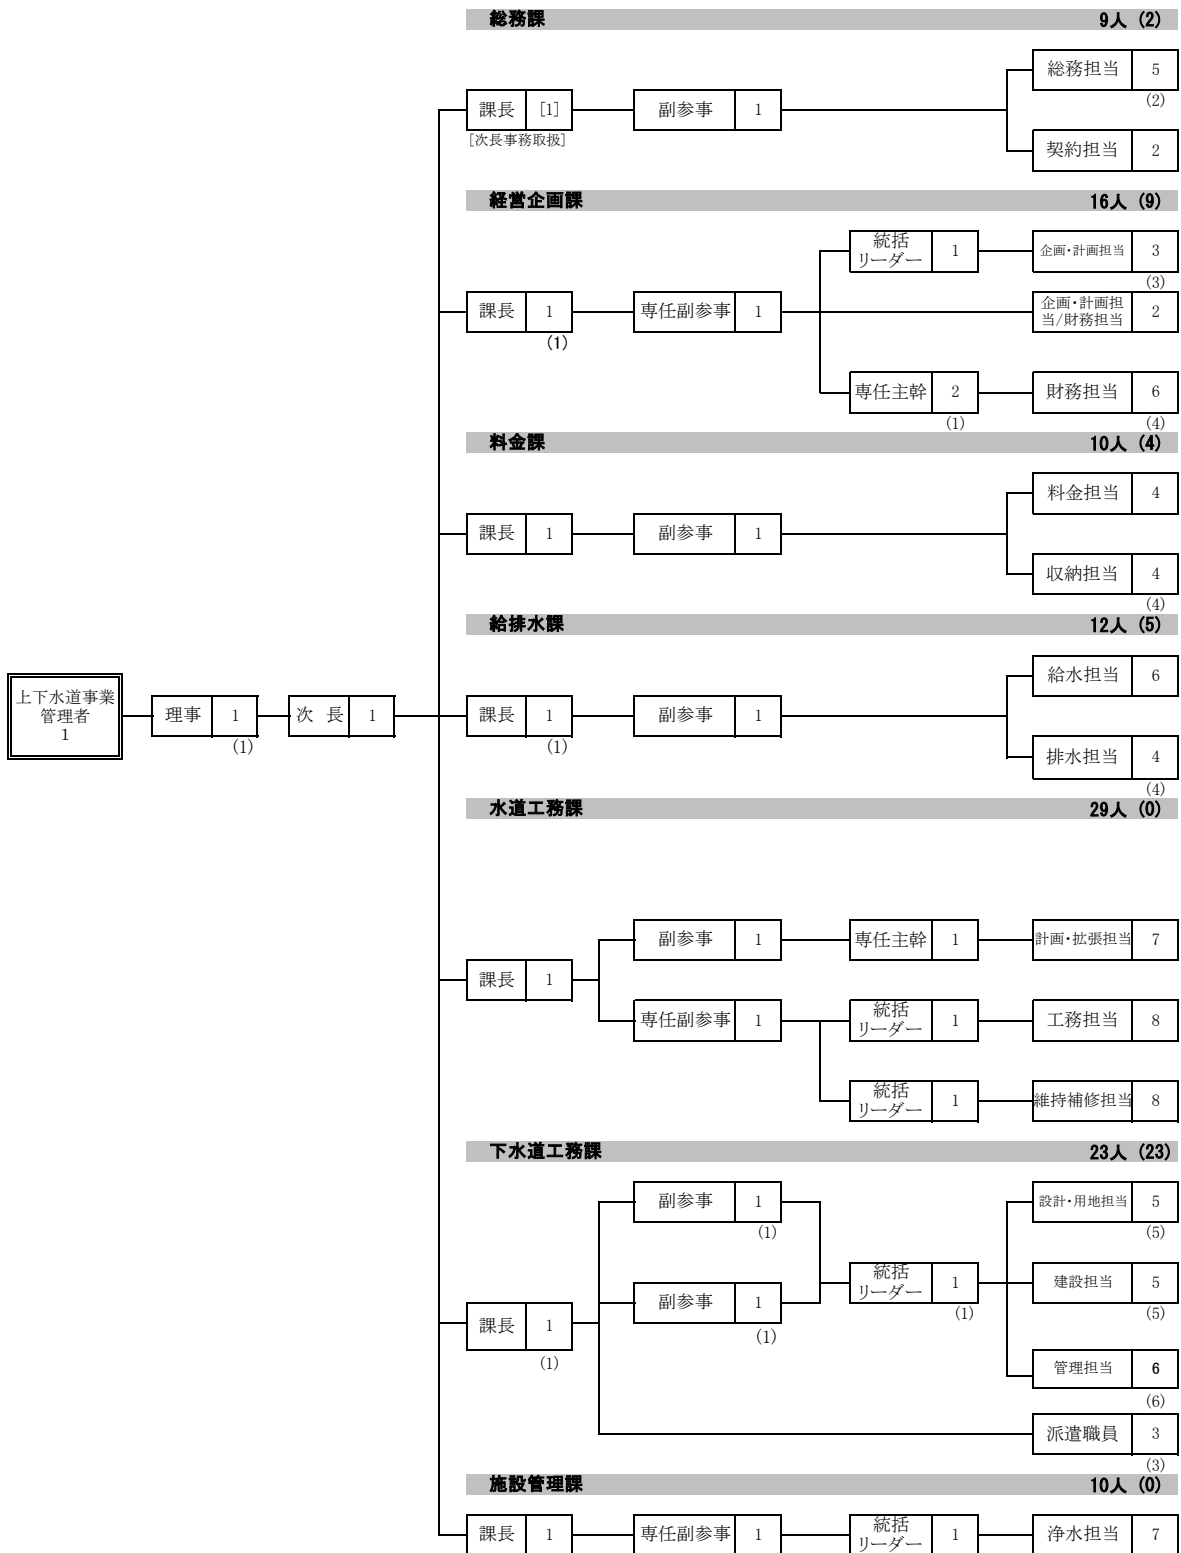 総務課 9人 (2)
総務担当 5
(2)
課長 [1] 副参事 1
[次長事務取扱]
契約担当 2
経営企画課 16人 (9)
統括
リーダー 1 企画・計画担当 3
(3)
課長 1 専任副参事 1 企画・計画担
当/財務担当 2
(1)
専任主幹 2 財務担当 6
(1) (4)
料金課 10人 (4)
料金担当 4
課長 1 副参事 1
収納担当 4
(4)
給排水課 12人 (5)
給水担当 6
上下水道事業
管理者
1
理事 1 次 長 1 課長 1 副参事 1
(1) (1)
排水担当 4
(4)
水道工務課 29人 (0)
副参事 1 専任主幹 1 計画・拡張担当 7
課長 1
専任副参事 1 統括
リーダー 1 工務担当 8
統括
リーダー 1 維持補修担当 8
下水道工務課 23人 (23)
副参事 1 設計・用地担当 5
(1) (5)
統括
リーダー 1 建設担当 5
(1) (5)
副参事 1
(1)
課長 1
(1)
管理担当 6
(6)
派遣職員 3
(3)
施設管理課 10人 (0)
課長 1 専任副参事 1 統括
リーダー 1 浄水担当 7